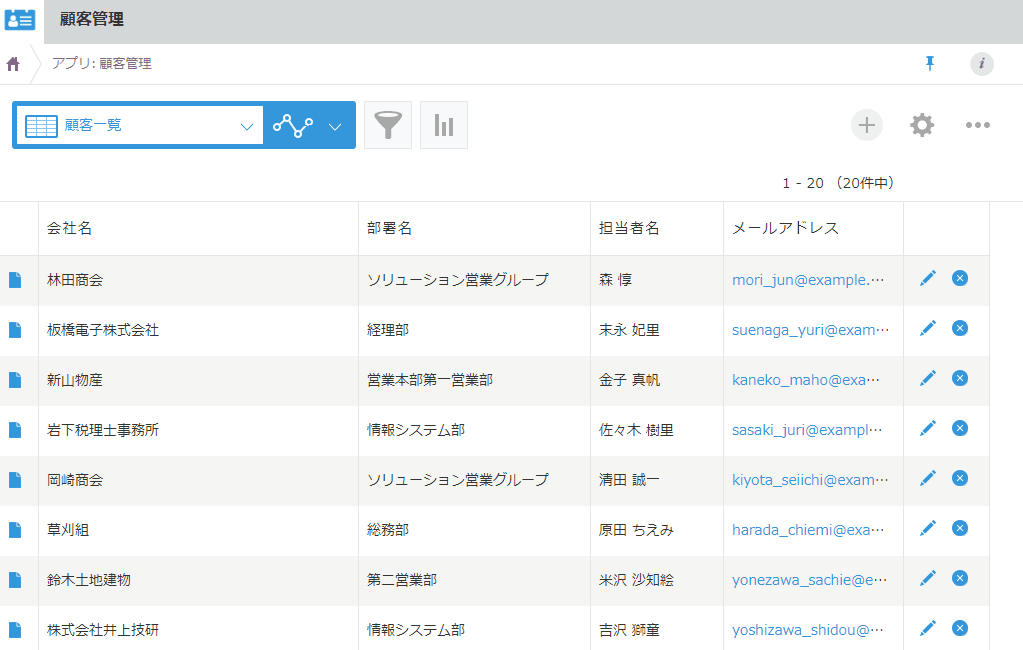 顧客管理
アプリ: 顧客管理
顧客一覧
1 - 20 （20件中）
会社名 部署名 担当者名 メールアドレス
林田商会 ソリューション営業グループ 森 惇 mori_jun@example.…
板橋電子株式会社 経理部 末永 妃里 suenaga_yuri@exam…
新山物産 営業本部第一営業部 金子 真帆 kaneko_maho@exa…
岩下税理士事務所 情報システム部 佐々木 樹里 sasaki_juri@exampl…
岡崎商会 ソリューション営業グループ 清田 誠一 kiyota_seiichi@exam…
草刈組 総務部 原田 ちえみ harada_chiemi@exa…
鈴木土地建物 第二営業部 米沢 沙知絵 yonezawa_sachie@e…
株式会社井上技研 情報システム部 吉沢 獅童 yoshizawa_shidou@…